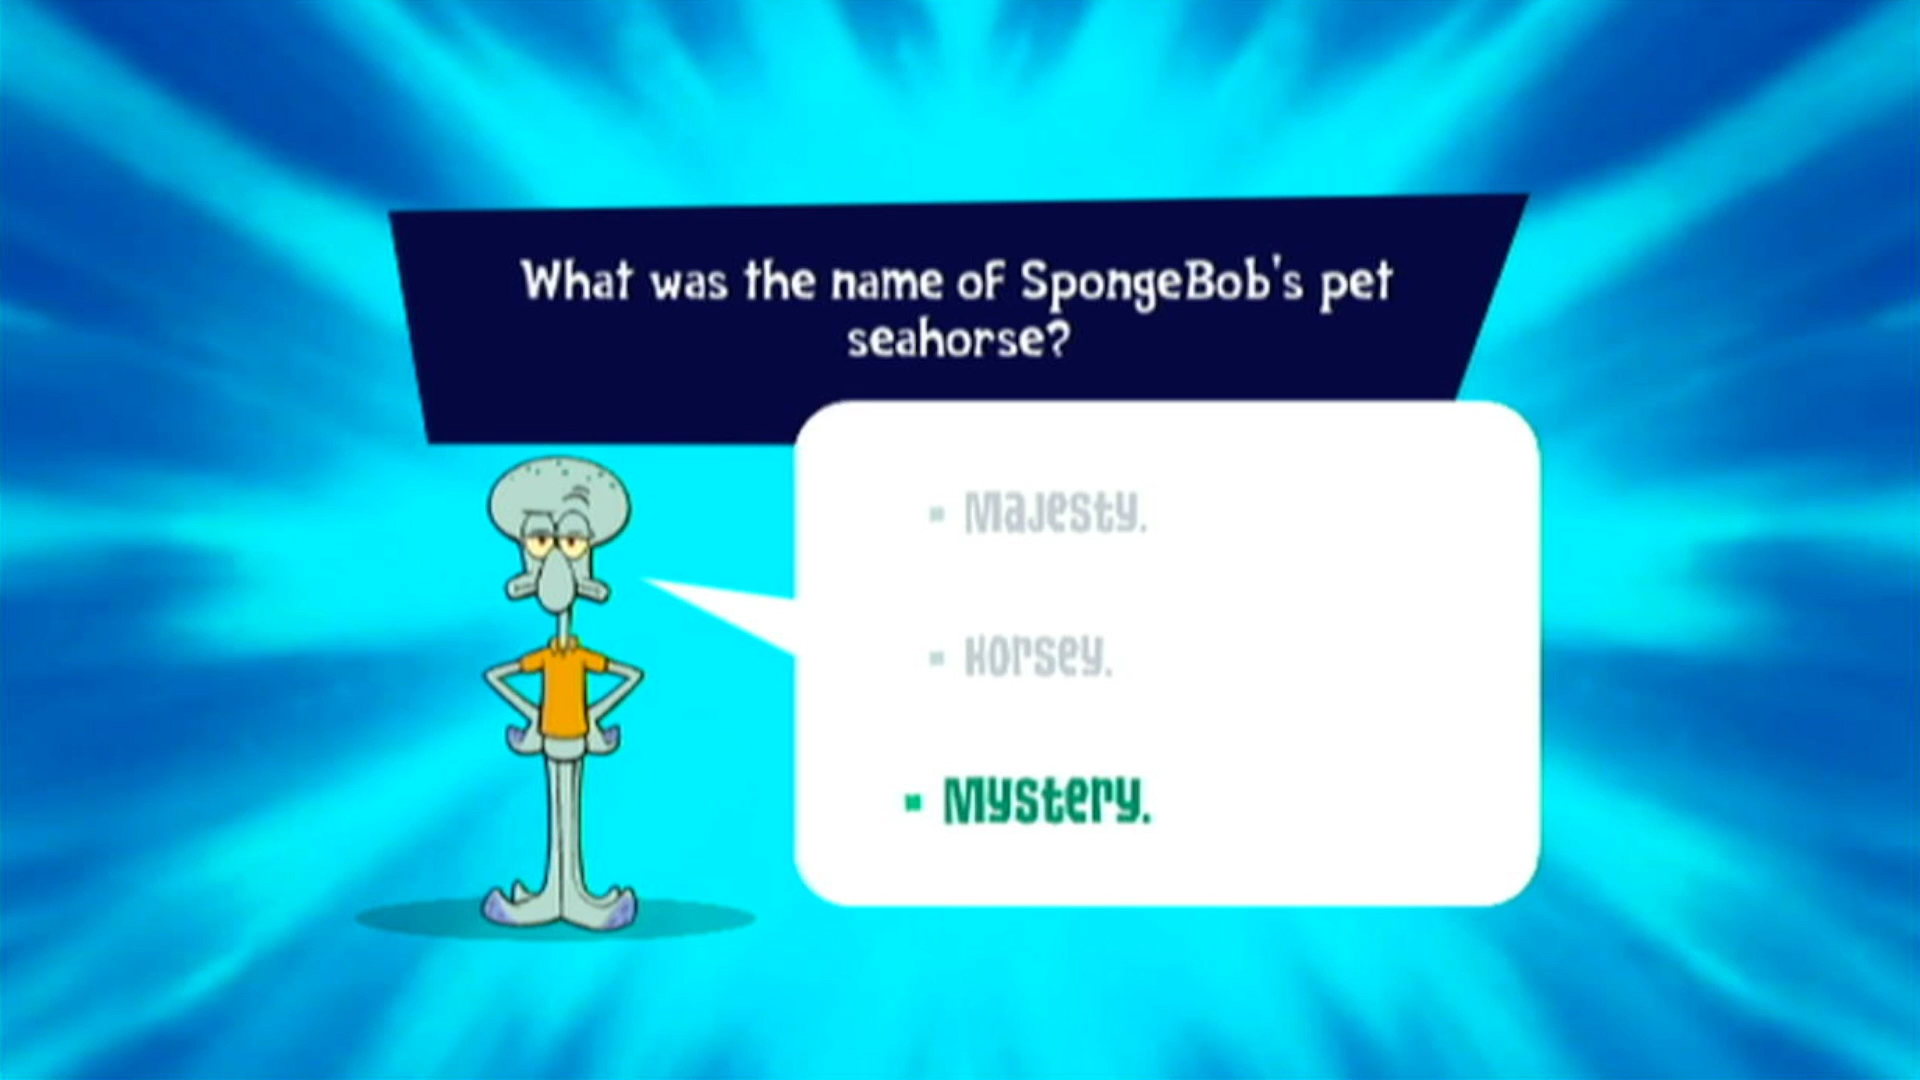 What was the name of SpongeBob's pet
seahorse?
▪ Majesty.
▪ Horsey.
▪ Mystery.